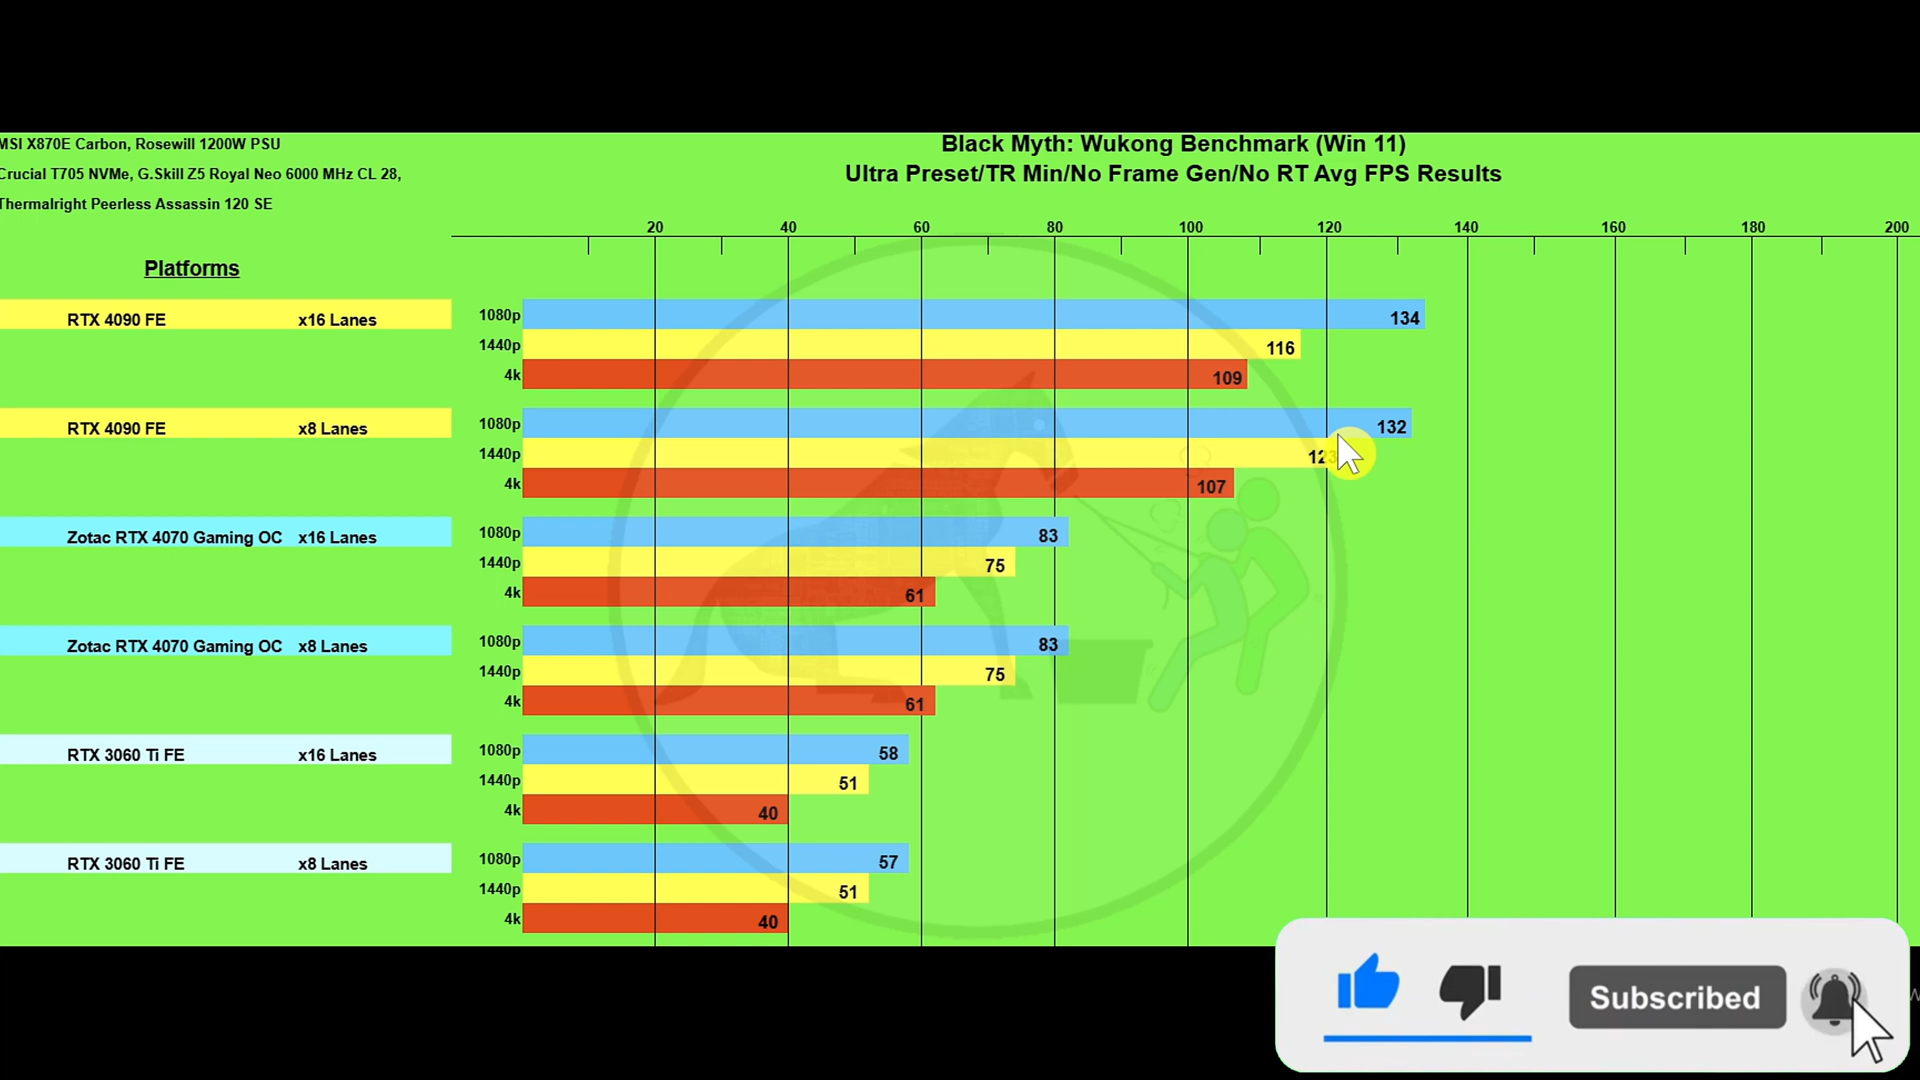 MSI X870E Carbon, Rosewill 1200W PSU
Crucial T705 NVMe, G.Skill Z5 Royal Neo 6000 MHz CL 28,
Thermalright Peerless Assassin 120 SE
Black Myth: Wukong Benchmark (Win 11)
Ultra Preset/TR Min/No Frame Gen/No RT Avg FPS Results
20 40 60 80 100 120 140 160 180 200
Platforms
RTX 4090 FE x16 Lanes
1080p 134
1440p 116
4k 109
RTX 4090 FE x8 Lanes
1080p 132
1440p
4k 107
Zotac RTX 4070 Gaming OC x16 Lanes
1080p 83
1440p 75
4k 61
Zotac RTX 4070 Gaming OC x8 Lanes
1080p 83
1440p 75
4k 61
RTX 3060 Ti FE x16 Lanes
1080p 58
1440p 51
4k 40
RTX 3060 Ti FE x8 Lanes
1080p 57
1440p 51
4k 40
Subscribed